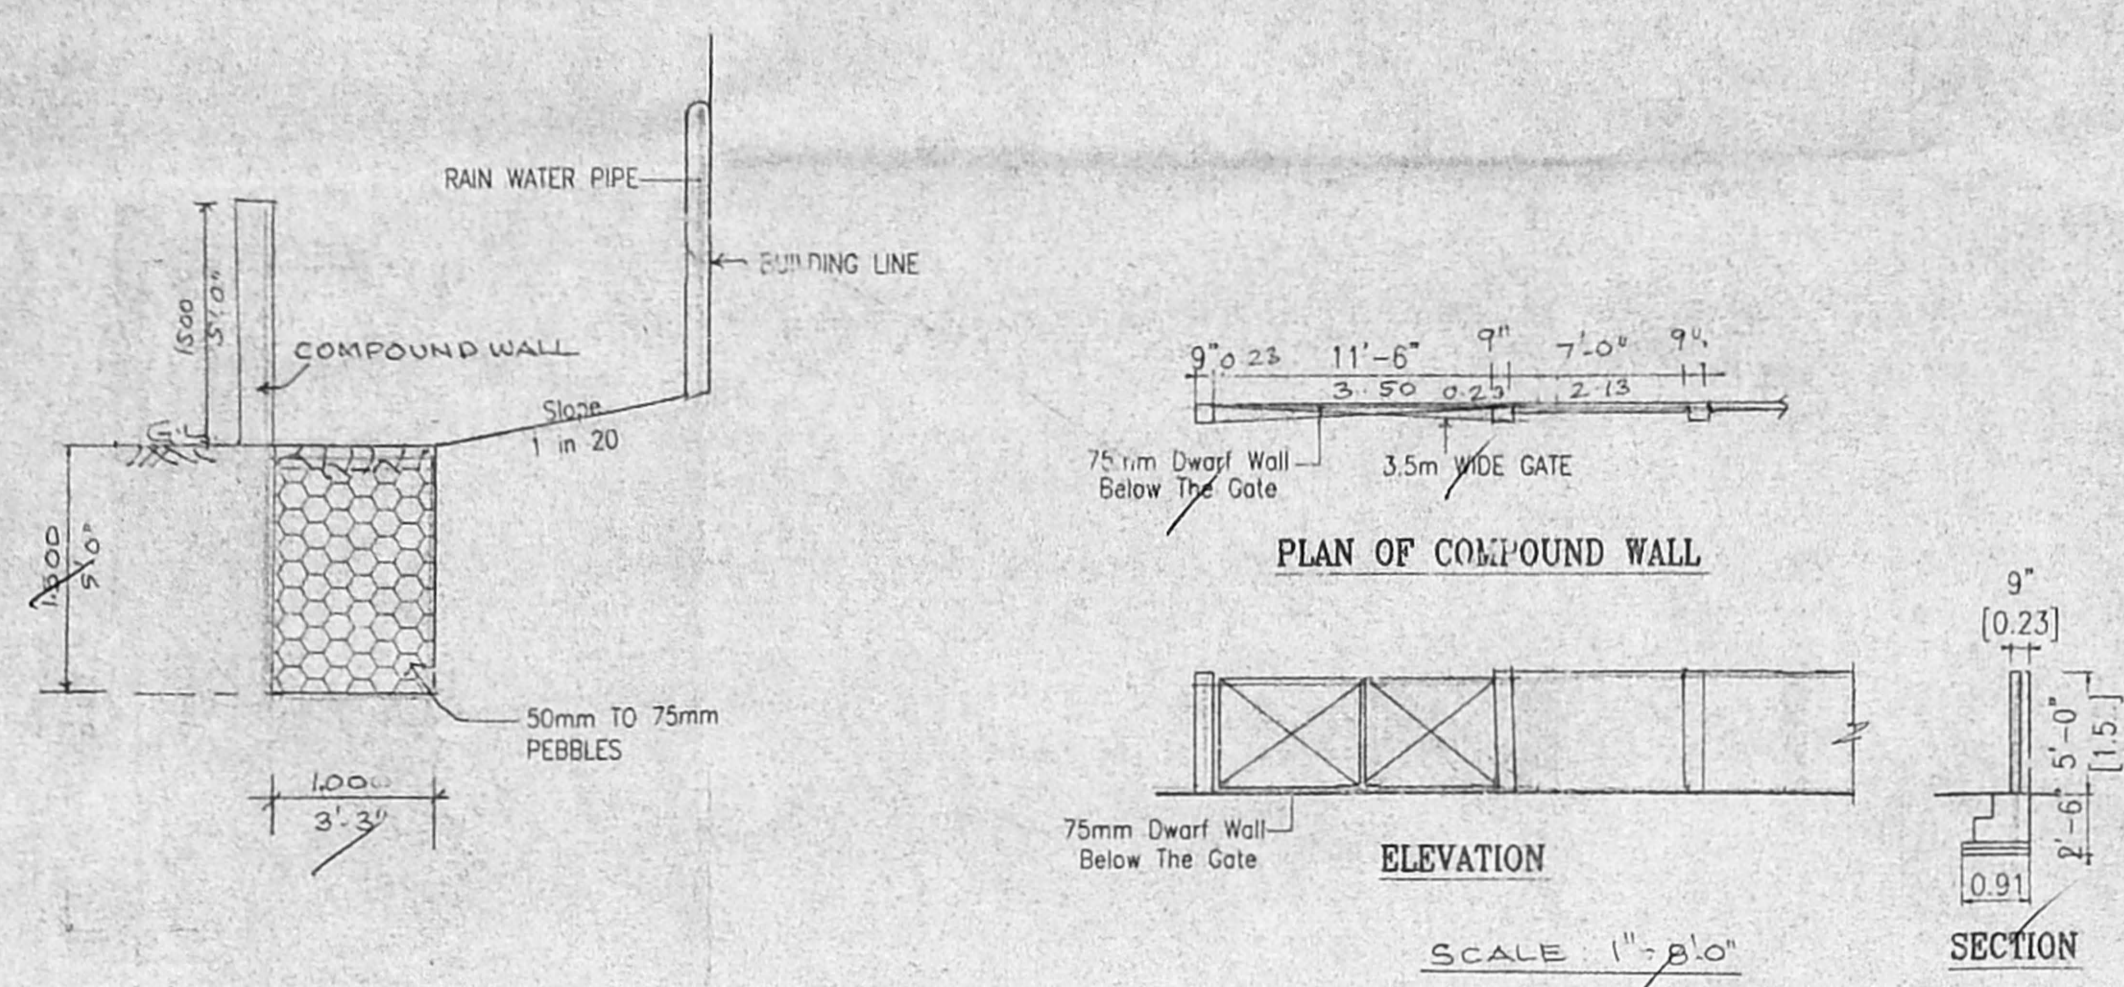 RAIN WATER PIPE
BUILDING LINE
1500
5'.0"
COMPOUND WALL
G.L
Slope
1 in 20
1.500
5'0"
50mm TO 75mm
PEBBLES
1.000
3'-3"
9" 0.23 11'-6" 9" 7'-0" 9"
3.50 0.23 2.13
75mm Dwarf Wall
Below The Gate
3.5m WIDE GATE
PLAN OF COMPOUND WALL
75mm Dwarf Wall
Below The Gate
ELEVATION
SCALE : 1"-8'.0"
9"
[0.23]
5'-0"
[1.5]
2'-6"
0.91
SECTION